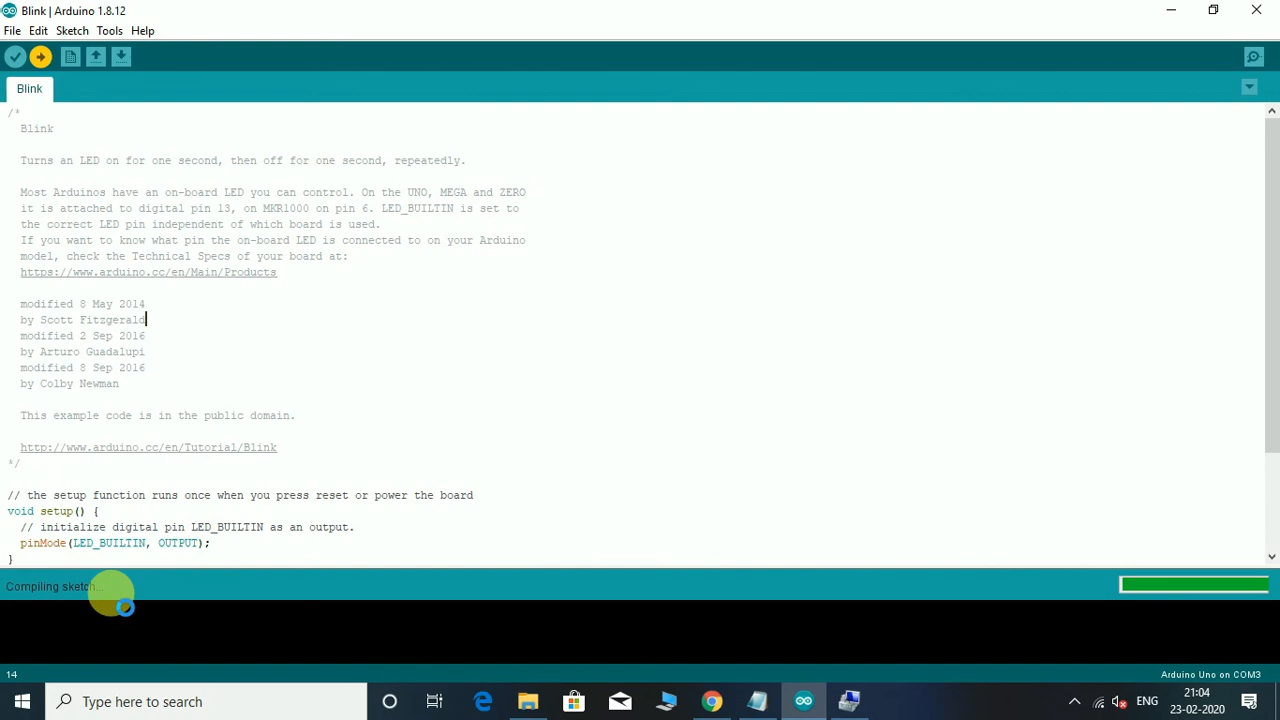 Blink | Arduino 1.8.12
File Edit Sketch Tools Help
Blink
/*
Blink
Turns an LED on for one second, then off for one second, repeatedly.
Most Arduinos have an on-board LED you can control. On the UNO, MEGA and ZERO
it is attached to digital pin 13, on MKR1000 on pin 6. LED_BUILTIN is set to
the correct LED pin independent of which board is used.
If you want to know what pin the on-board LED is connected to on your Arduino
model, check the Technical Specs of your board at:
https://www.arduino.cc/en/Main/Products
modified 8 May 2014
by Scott Fitzgerald
modified 2 Sep 2016
by Arturo Guadalupi
modified 8 Sep 2016
by Colby Newman
This example code is in the public domain.
http://www.arduino.cc/en/Tutorial/Blink
*/
// the setup function runs once when you press reset or power the board
void setup() {
// initialize digital pin LED_BUILTIN as an output.
pinMode(LED_BUILTIN, OUTPUT);
}
Compiling sketch...
14
Arduino Uno on COM3
Type here to search
ENG
21:04
23-02-2020